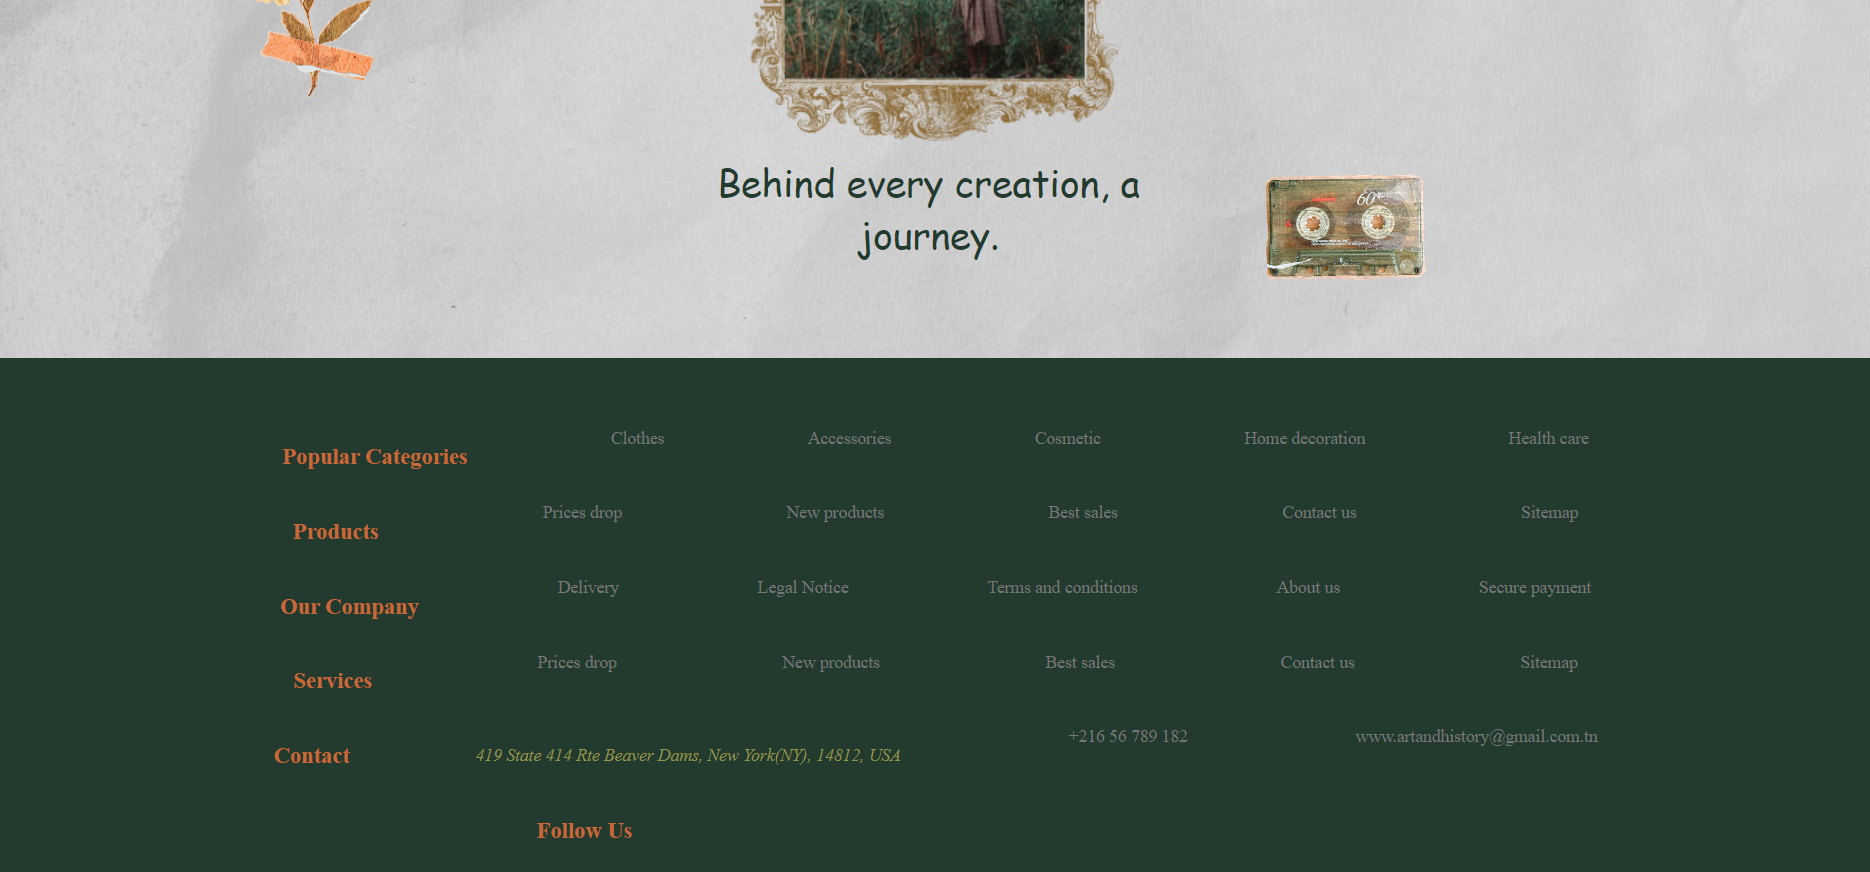 Behind every creation, a
journey.
60
Popular Categories Clothes Accessories Cosmetic Home decoration Health care
Products Prices drop New products Best sales Contact us Sitemap
Our Company Delivery Legal Notice Terms and conditions About us Secure payment
Services Prices drop New products Best sales Contact us Sitemap
Contact 419 State 414 Rte Beaver Dams, New York(NY), 14812, USA +216 56 789 182 www.artandhistory@gmail.com.tn
Follow Us